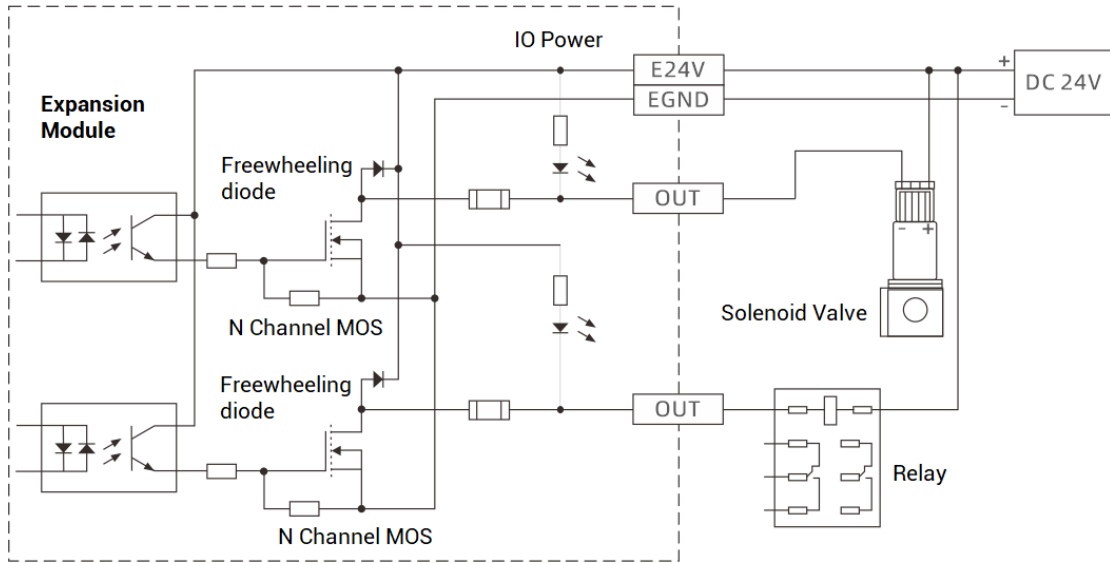 IO Power
E24V
+
DC 24V
EGND
-
Expansion
Module
Freewheeling
diode
OUT
- +
N Channel MOS
Solenoid Valve
Freewheeling
diode
OUT
Relay
N Channel MOS